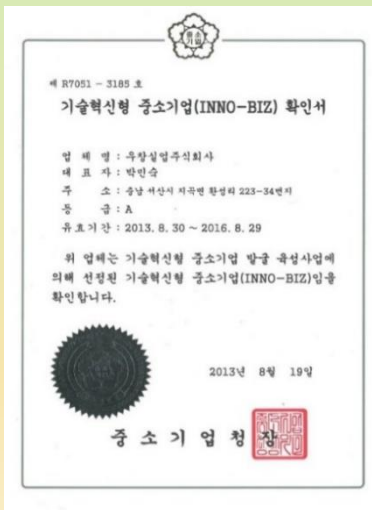 제 R7051 - 3185 호
기술혁신형 중소기업(INNO-BIZ) 확인서
업 체 명 : 우창실업주식회사
대 표 자 : 박민순
주 소 : 충남 서산시 지곡면 환성리 223-34번지
등 급 : A
유효기간 : 2013. 8. 30 ~ 2016. 8. 29
위 업체는 기술혁신형 중소기업 발굴 육성사업에
의해 선정된 기술혁신형 중소기업(INNO-BIZ)임을
확인합니다.
2013년 8월 19일
중 소 기 업 청 장